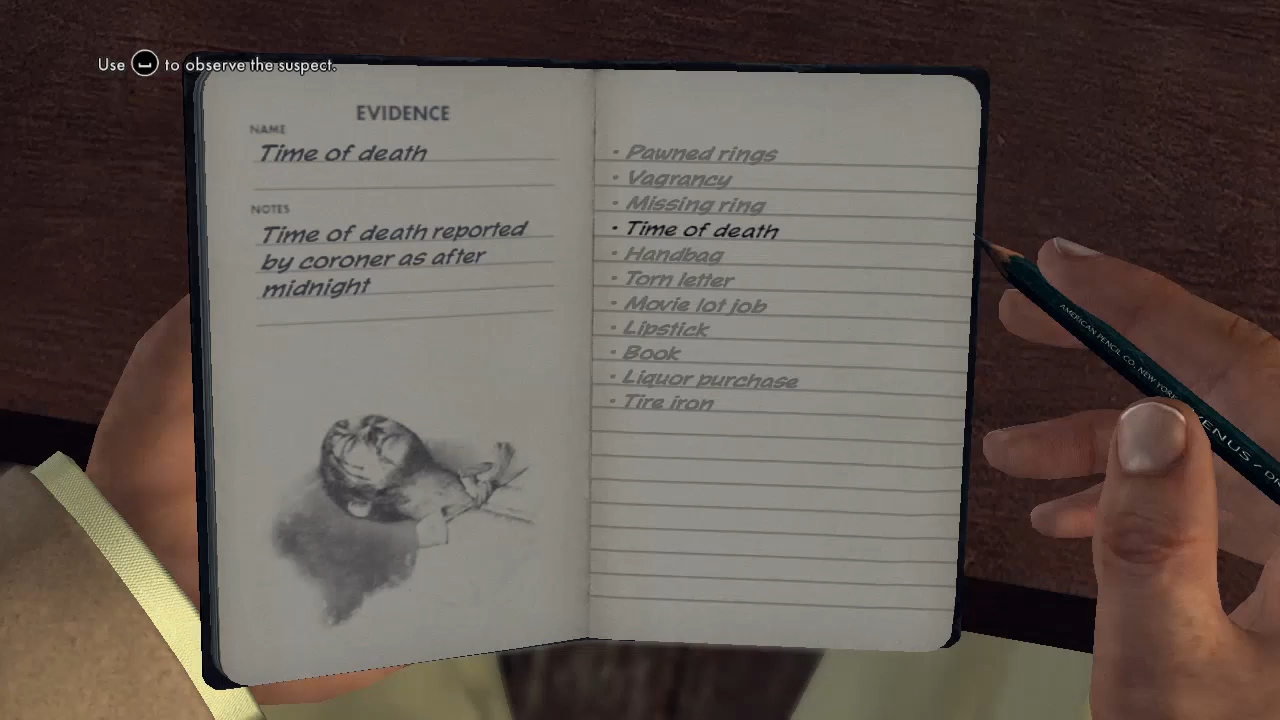 Use to observe the suspect.
EVIDENCE
NAME
Time of death
NOTES
Time of death reported
by coroner as after
midnight
• Pawned rings
• Vagrancy
• Missing ring
• Time of death
• Handbag
• Torn letter
• Movie lot job
• Lipstick
• Book
• Liquor purchase
• Tire iron
AMERICAN PENCIL CO. NEW YORK
VENUS